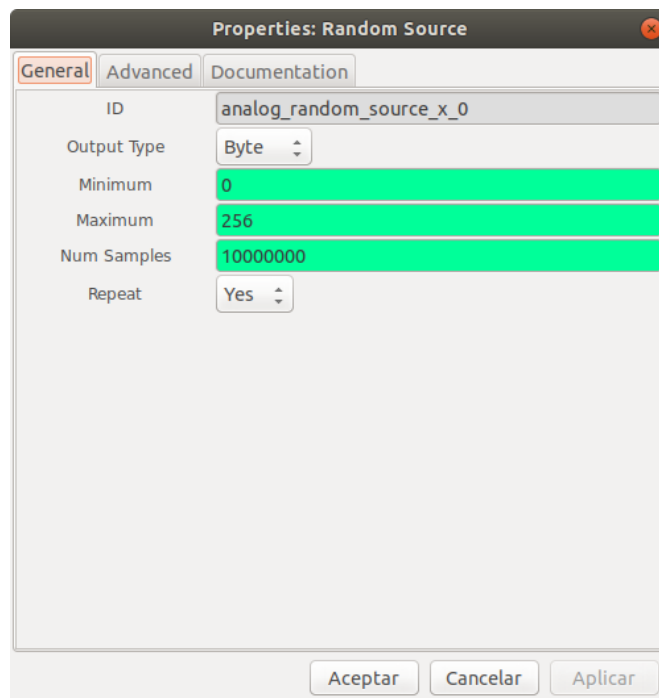 Properties: Random Source
General Advanced Documentation
ID analog_random_source_x_0
Output Type Byte
Minimum 0
Maximum 256
Num Samples 10000000
Repeat Yes
Aceptar Cancelar Aplicar